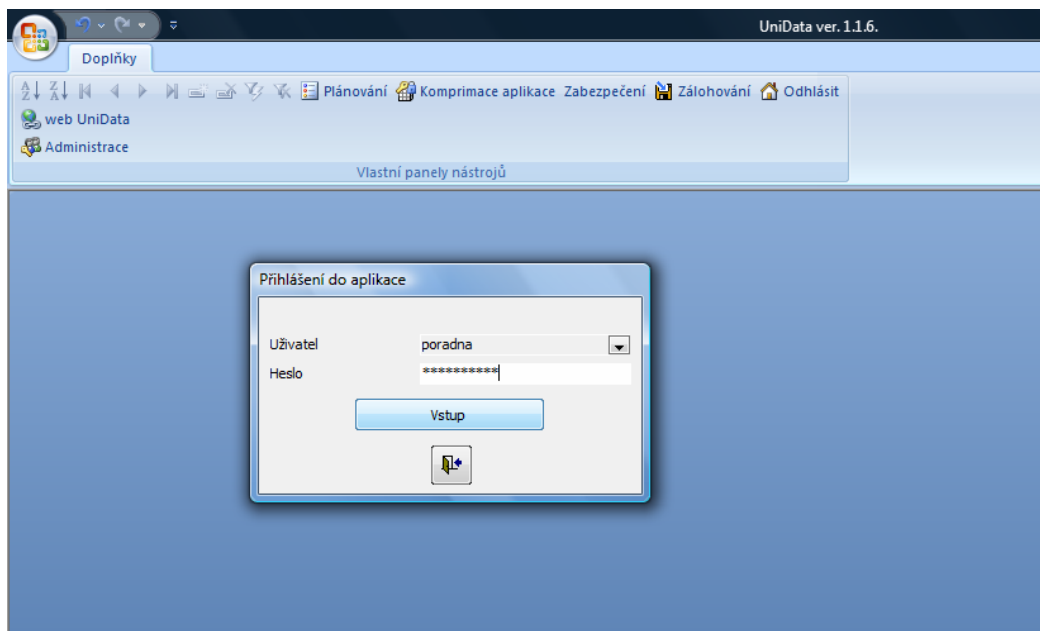 UniData ver. 1.1.6.
Doplňky
Plánování Komprimace aplikace Zabezpečení Zálohování Odhlásit
web UniData
Administrace
Vlastní panely nástrojů
Přihlášení do aplikace
Uživatel poradna
Heslo **********
Vstup